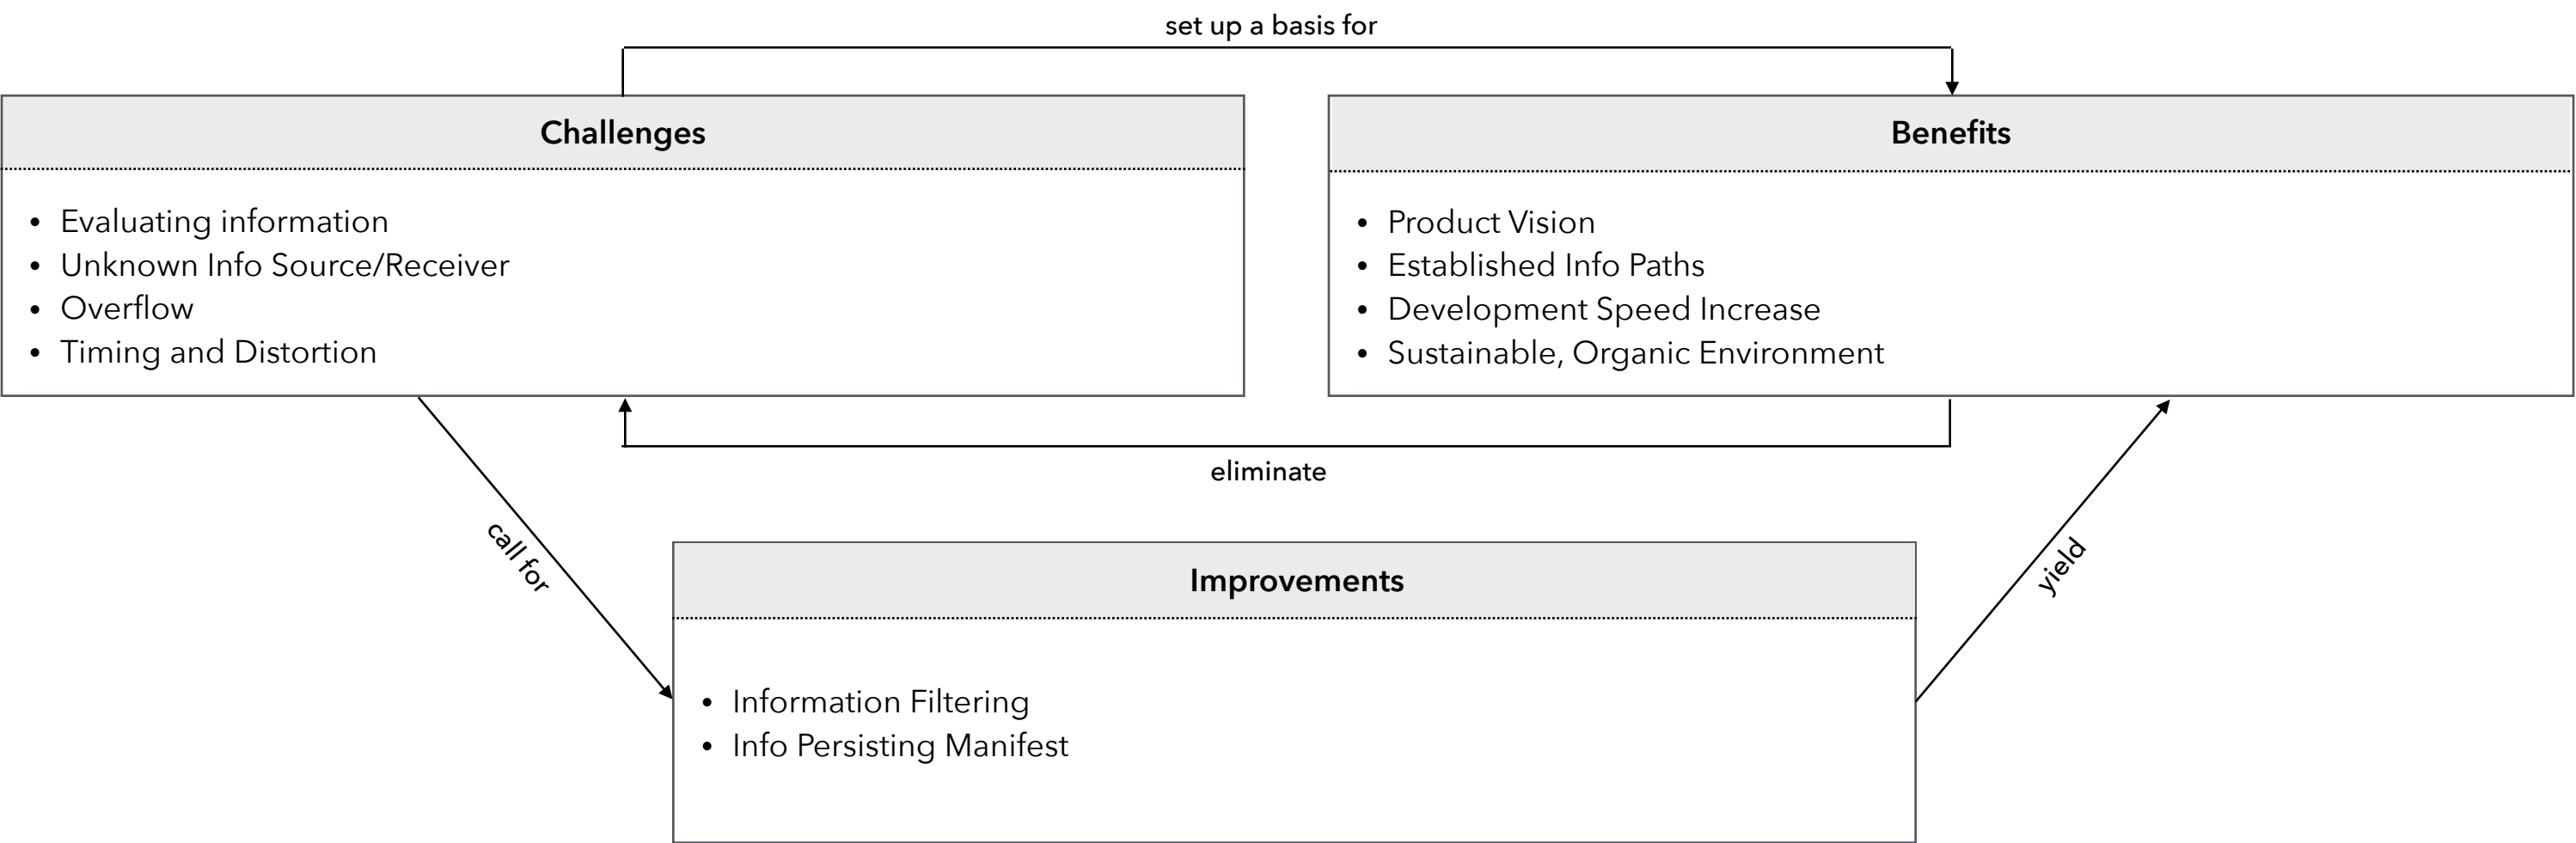 set up a basis for
Challenges
• Evaluating information
• Unknown Info Source/Receiver
• Overflow
• Timing and Distortion
Benefits
• Product Vision
• Established Info Paths
• Development Speed Increase
• Sustainable, Organic Environment
eliminate
call for
yield
Improvements
• Information Filtering
• Info Persisting Manifest